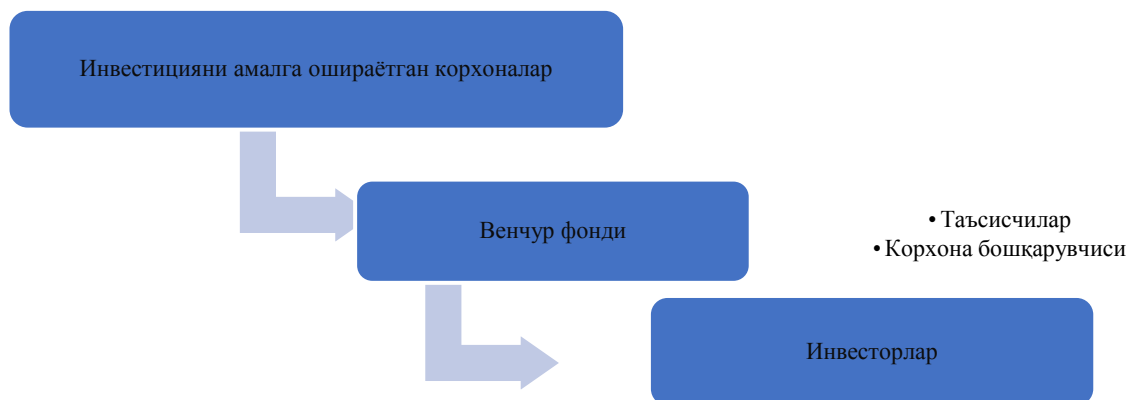 Инвестицияни амалга ошираётган корхоналар
Венчур фонди
• Таъсисчилар
• Корхона бошқарувчиси
Инвесторлар